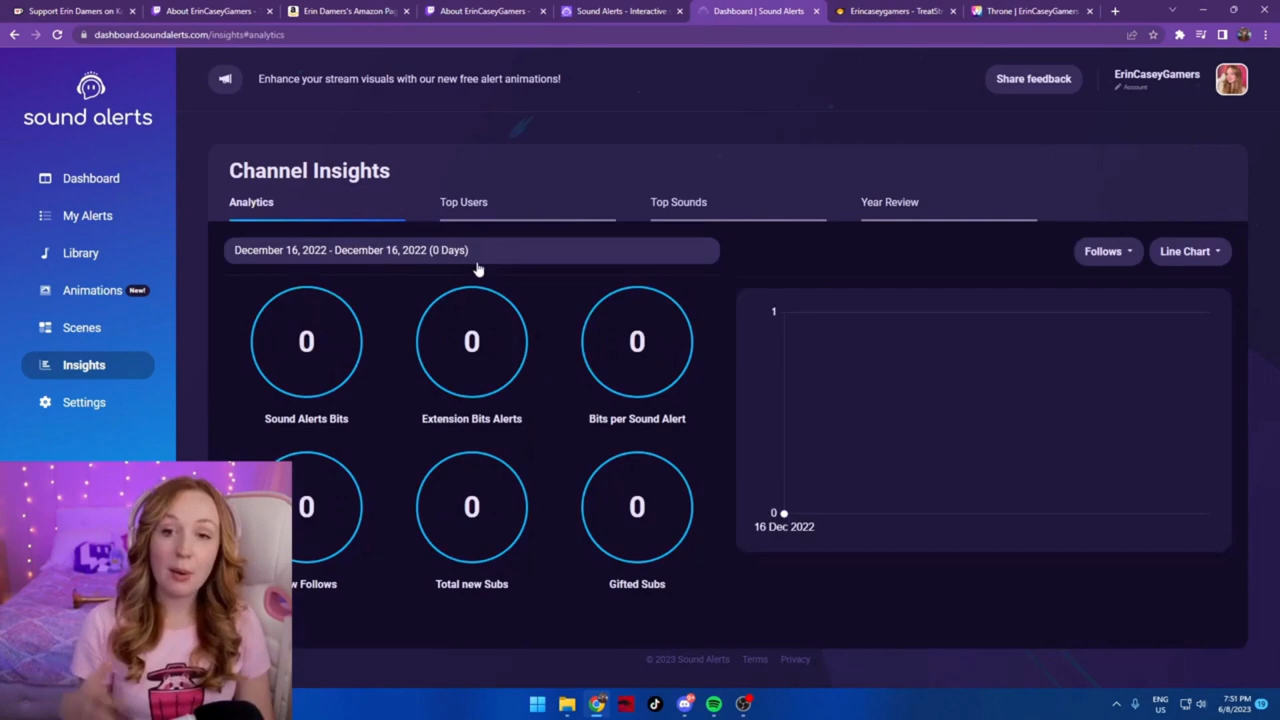 Support Erin Damers on K
About ErinCaseyGamers -
Erin Damers's Amazon Pag
About ErinCaseyGamers -
Sound Alerts - Interactive
Dashboard | Sound Alerts
Erincaseygamers - TreatStr
Throne | ErinCaseyGamers
dashboard.soundalerts.com/insights#analytics
sound alerts
Enhance your stream visuals with our new free alert animations!
Share feedback
ErinCaseyGamers
Account
Dashboard
My Alerts
Library
Animations New!
Scenes
Insights
Settings
Channel Insights
Analytics
Top Users
Top Sounds
Year Review
December 16, 2022 - December 16, 2022 (0 Days)
Follows
Line Chart
0
0
0
Sound Alerts Bits
Extension Bits Alerts
Bits per Sound Alert
0
0
0
w Follows
Total new Subs
Gifted Subs
1
0
16 Dec 2022
© 2023 Sound Alerts
Terms
Privacy
ENG
US
7:51 PM
6/8/2023